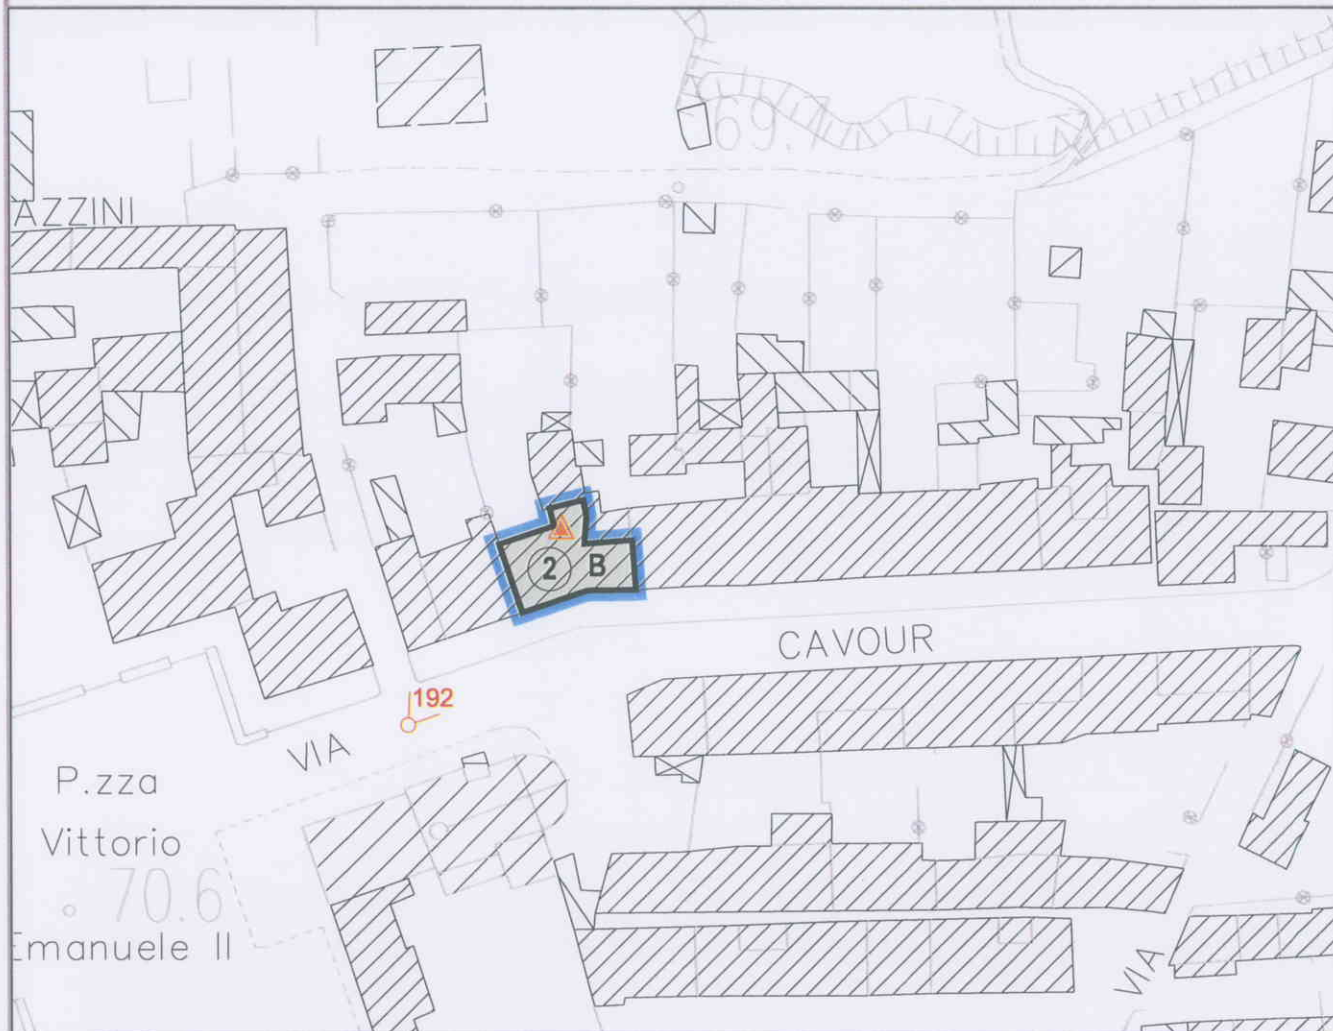 69.7
AZZINI
2 B
CAVOUR
192
VIA
P.zza
Vittorio
70.6
Emanuele II
VIA